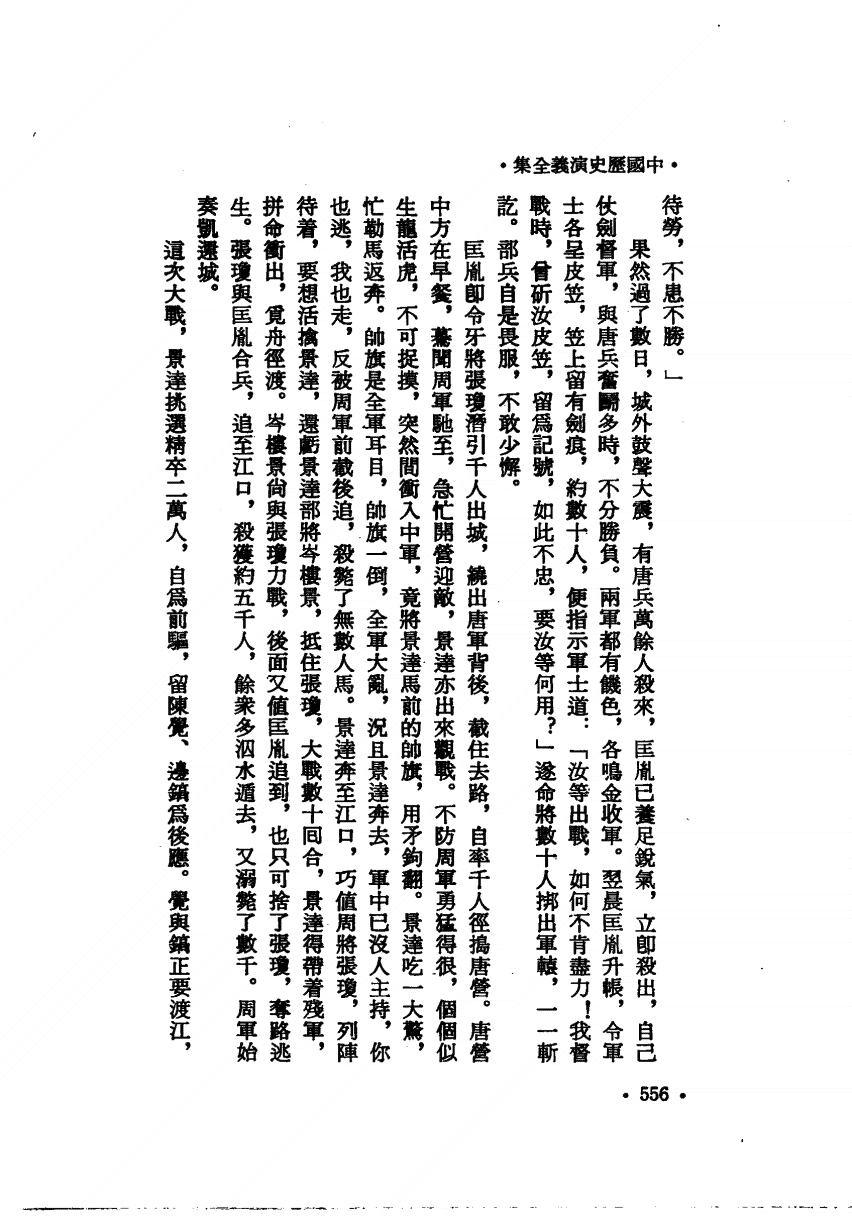 •中國歷史演義全集•
待勞，不患不勝。」
果然過了數日，城外鼓聲大震，有唐兵萬餘人殺來，匡胤已養足銳氣，立卽殺出，自己
仗劍督軍，與唐兵奮鬭多時，不分勝負。兩軍都有饑色，各鳴金收軍。翌晨匡胤升帳，令軍
士各呈皮笠，笠上留有劍痕，約數十人，便指示軍士道：「汝等出戰，如何不肯盡力！我督
戰時，曾斫汝皮笠，留爲記號，如此不忠，要汝等何用？」遂命將數十人綁出軍轅，一一斬
訖。部兵自是畏服，不敢少懈。
匡胤卽令牙將張瓊潛引千人出城，繞出唐軍背後，截住去路，自率千人徑搗唐營。唐營
中方在早餐，驀聞周軍馳至，急忙開營迎敵，景達亦出來觀戰。不防周軍勇猛得很，個個似
生龍活虎，不可捉摸，突然間衝入中軍，竟將景達馬前的帥旗，用矛鉤翻。景達吃一大驚，
忙勒馬返奔。帥旗是全軍耳目，帥旗一倒，全軍大亂，況且景達奔去，軍中已沒人主持，你
也逃，我也走，反被周軍前截後追，殺斃了無數人馬。景達奔至江口，巧值周將張瓊，列陣
待着，要想活擒景達，還虧景達部將岑樓景，抵住張瓊，大戰數十囘合，景達得帶着殘軍，
拼命衝出，覓舟徑渡。岑樓景尙與張瓊力戰，後面又值匡胤追到，也只可捨了張瓊，奪路逃
生。張瓊與匡胤合兵，追至江口，殺獲約五千人，餘衆多泅水遁去，又溺斃了數千。周軍始
奏凱還城。
這次大戰，景達挑選精卒二萬人，自爲前驅，留陳覺、邊鎬爲後應。覺與鎬正要渡江，
•556•